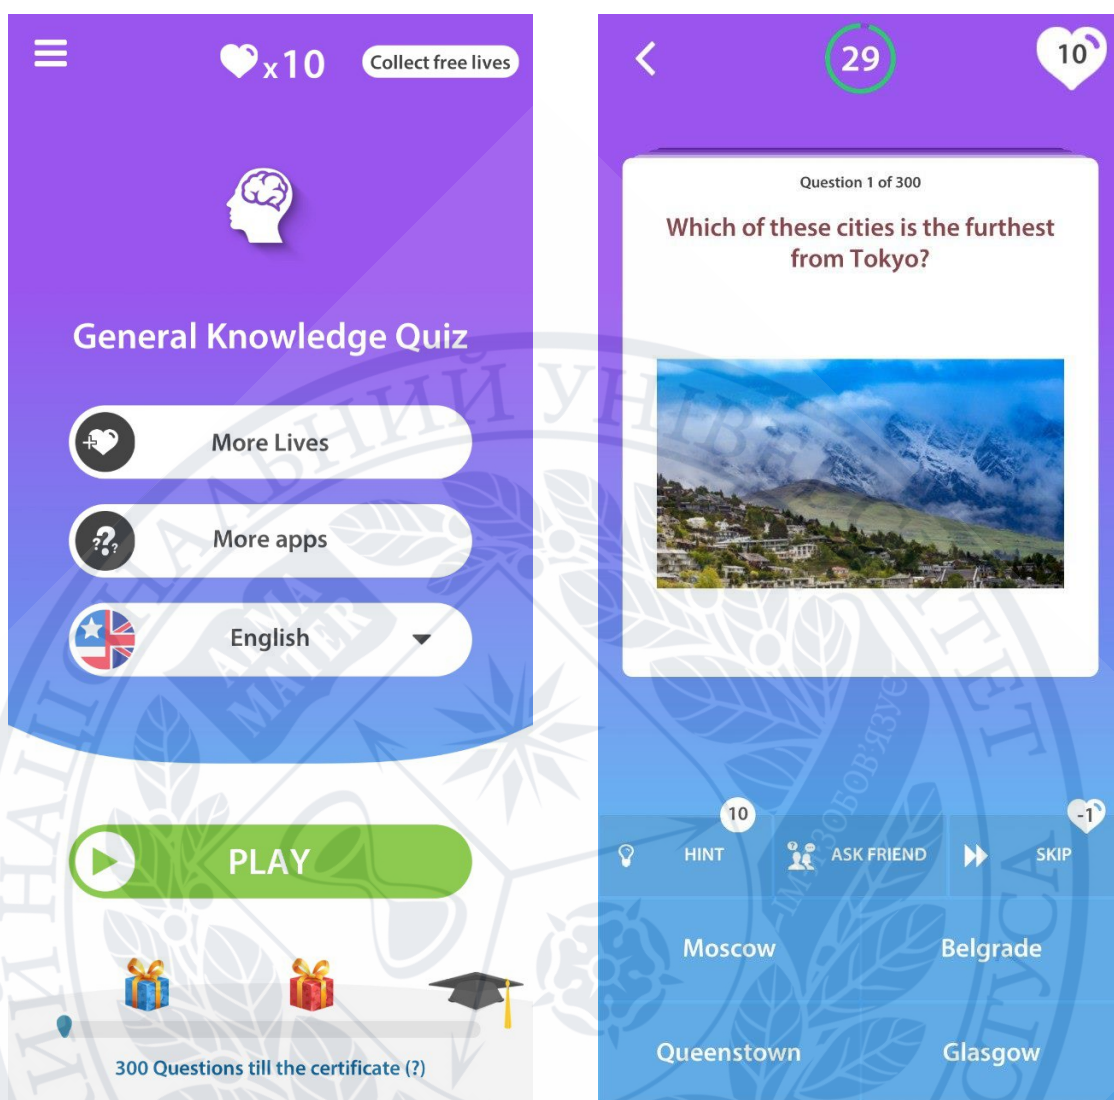 x10
Collect free lives
General Knowledge Quiz
More Lives
More apps
English
PLAY
300 Questions till the certificate (?)
29
10
Question 1 of 300
Which of these cities is the furthest
from Tokyo?
10
-1
HINT
ASK FRIEND
SKIP
Moscow
Belgrade
Queenstown
Glasgow
ALMA
MATER